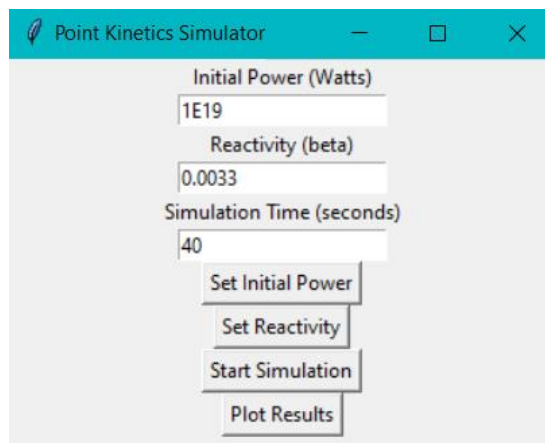 Point Kinetics Simulator
Initial Power (Watts)
1E19
Reactivity (beta)
0.0033
Simulation Time (seconds)
40
Set Initial Power
Set Reactivity
Start Simulation
Plot Results